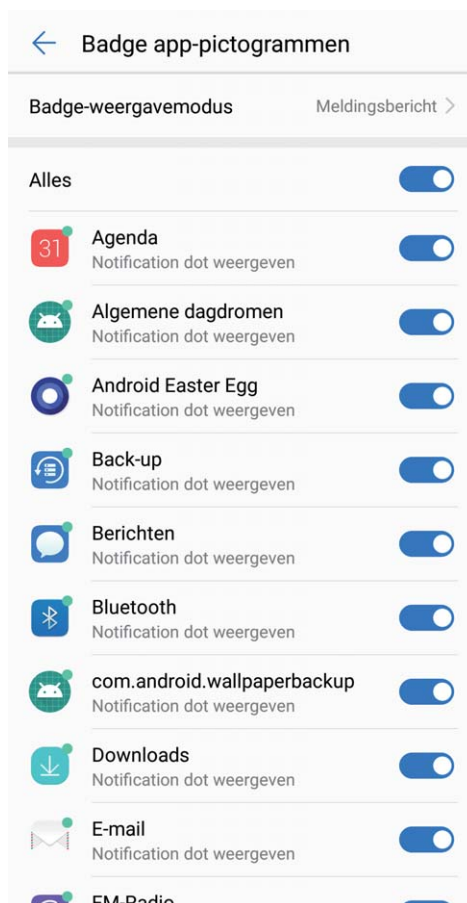 Badge app-pictogrammen
Badge-weergavemodus Meldingsbericht
Alles
31 Agenda
Notification dot weergeven
Algemene dagdromen
Notification dot weergeven
Android Easter Egg
Notification dot weergeven
Back-up
Notification dot weergeven
Berichten
Notification dot weergeven
Bluetooth
Notification dot weergeven
com.android.wallpaperbackup
Notification dot weergeven
Downloads
Notification dot weergeven
E-mail
Notification dot weergeven
FM-Radio